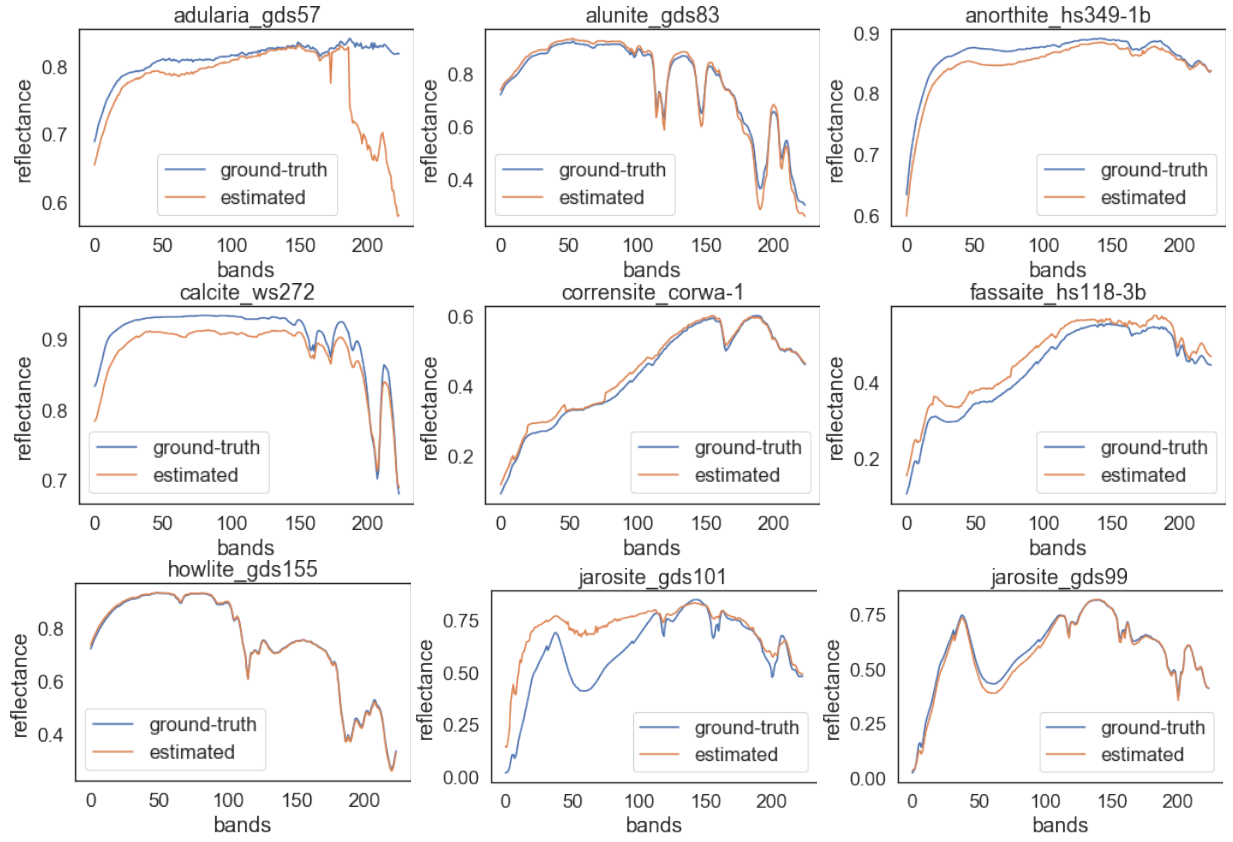 adularia_gds57 alunite_gds83 anorthite_hs349-1b
reflectance
0.8
0.7
0.6
ground-truth
estimated
0 50 100 150 200
bands
reflectance
0.8
0.6
0.4
ground-truth
estimated
0 50 100 150 200
bands
reflectance
0.9
0.8
0.7
0.6
ground-truth
estimated
0 50 100 150 200
bands
calcite_ws272 corrensite_corwa-1 fassaite_hs118-3b
reflectance
0.9
0.8
0.7
ground-truth
estimated
0 50 100 150 200
bands
reflectance
0.6
0.4
0.2
ground-truth
estimated
0 50 100 150 200
bands
reflectance
0.4
0.2
ground-truth
estimated
0 50 100 150 200
bands
howlite_gds155 jarosite_gds101 jarosite_gds99
reflectance
0.8
0.6
0.4
ground-truth
estimated
0 50 100 150 200
bands
reflectance
0.75
0.50
0.25
0.00
ground-truth
estimated
0 50 100 150 200
bands
reflectance
0.75
0.50
0.25
0.00
ground-truth
estimated
0 50 100 150 200
bands